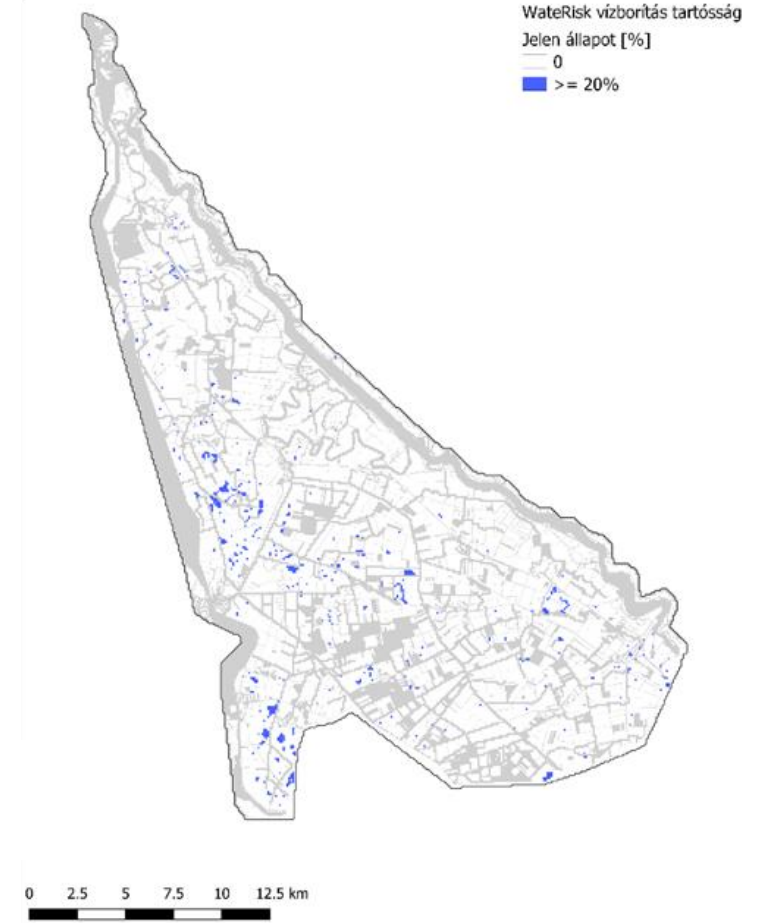 WateRisk vízborítás tartósság
Jelen állapot [%]
0
>= 20%
0 2.5 5 7.5 10 12.5 km